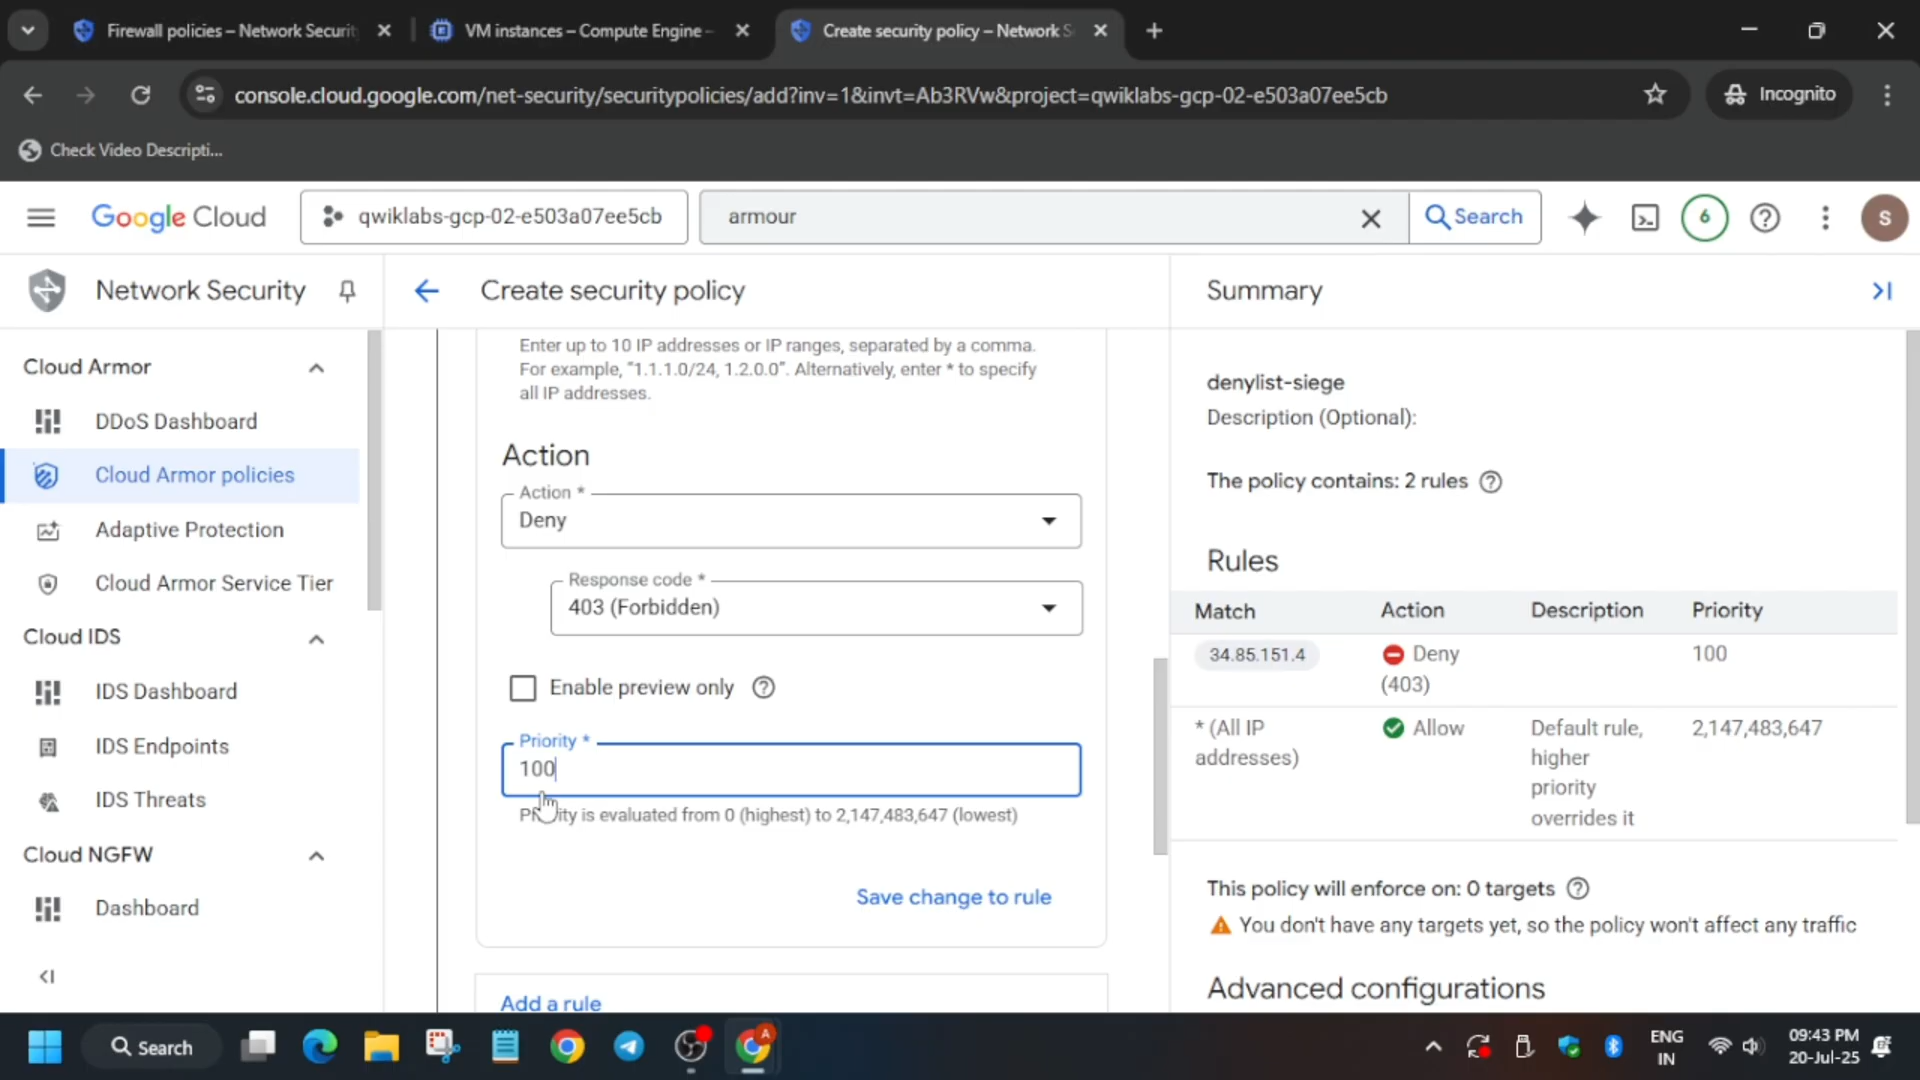 Firewall policies – Network Securit
VM instances – Compute Engine –
Create security policy – Network S
console.cloud.google.com/net-security/securitypolicies/add?inv=1&invt=Ab3RVw&project=qwiklabs-gcp-02-e503a07ee5cb
Incognito
Check Video Descripti...
Google Cloud
qwiklabs-gcp-02-e503a07ee5cb
armour
Search
6
S
Network Security
Create security policy
Summary
Cloud Armor
DDoS Dashboard
Cloud Armor policies
Adaptive Protection
Cloud Armor Service Tier
Cloud IDS
IDS Dashboard
IDS Endpoints
IDS Threats
Cloud NGFW
Dashboard
Enter up to 10 IP addresses or IP ranges, separated by a comma.
For example, "1.1.1.0/24, 1.2.0.0". Alternatively, enter * to specify
all IP addresses.
Action
Action *
Deny
Response code *
403 (Forbidden)
Enable preview only
Priority *
100
Priority is evaluated from 0 (highest) to 2,147,483,647 (lowest)
Save change to rule
Add a rule
denylist-siege
Description (Optional):
The policy contains: 2 rules
Rules
Match Action Description Priority
34.85.151.4 Deny 100
(403)
* (All IP Allow Default rule, 2,147,483,647
addresses) higher
priority
overrides it
This policy will enforce on: 0 targets
You don't have any targets yet, so the policy won't affect any traffic
Advanced configurations
Search
A
ENG
IN
09:43 PM
20-Jul-25